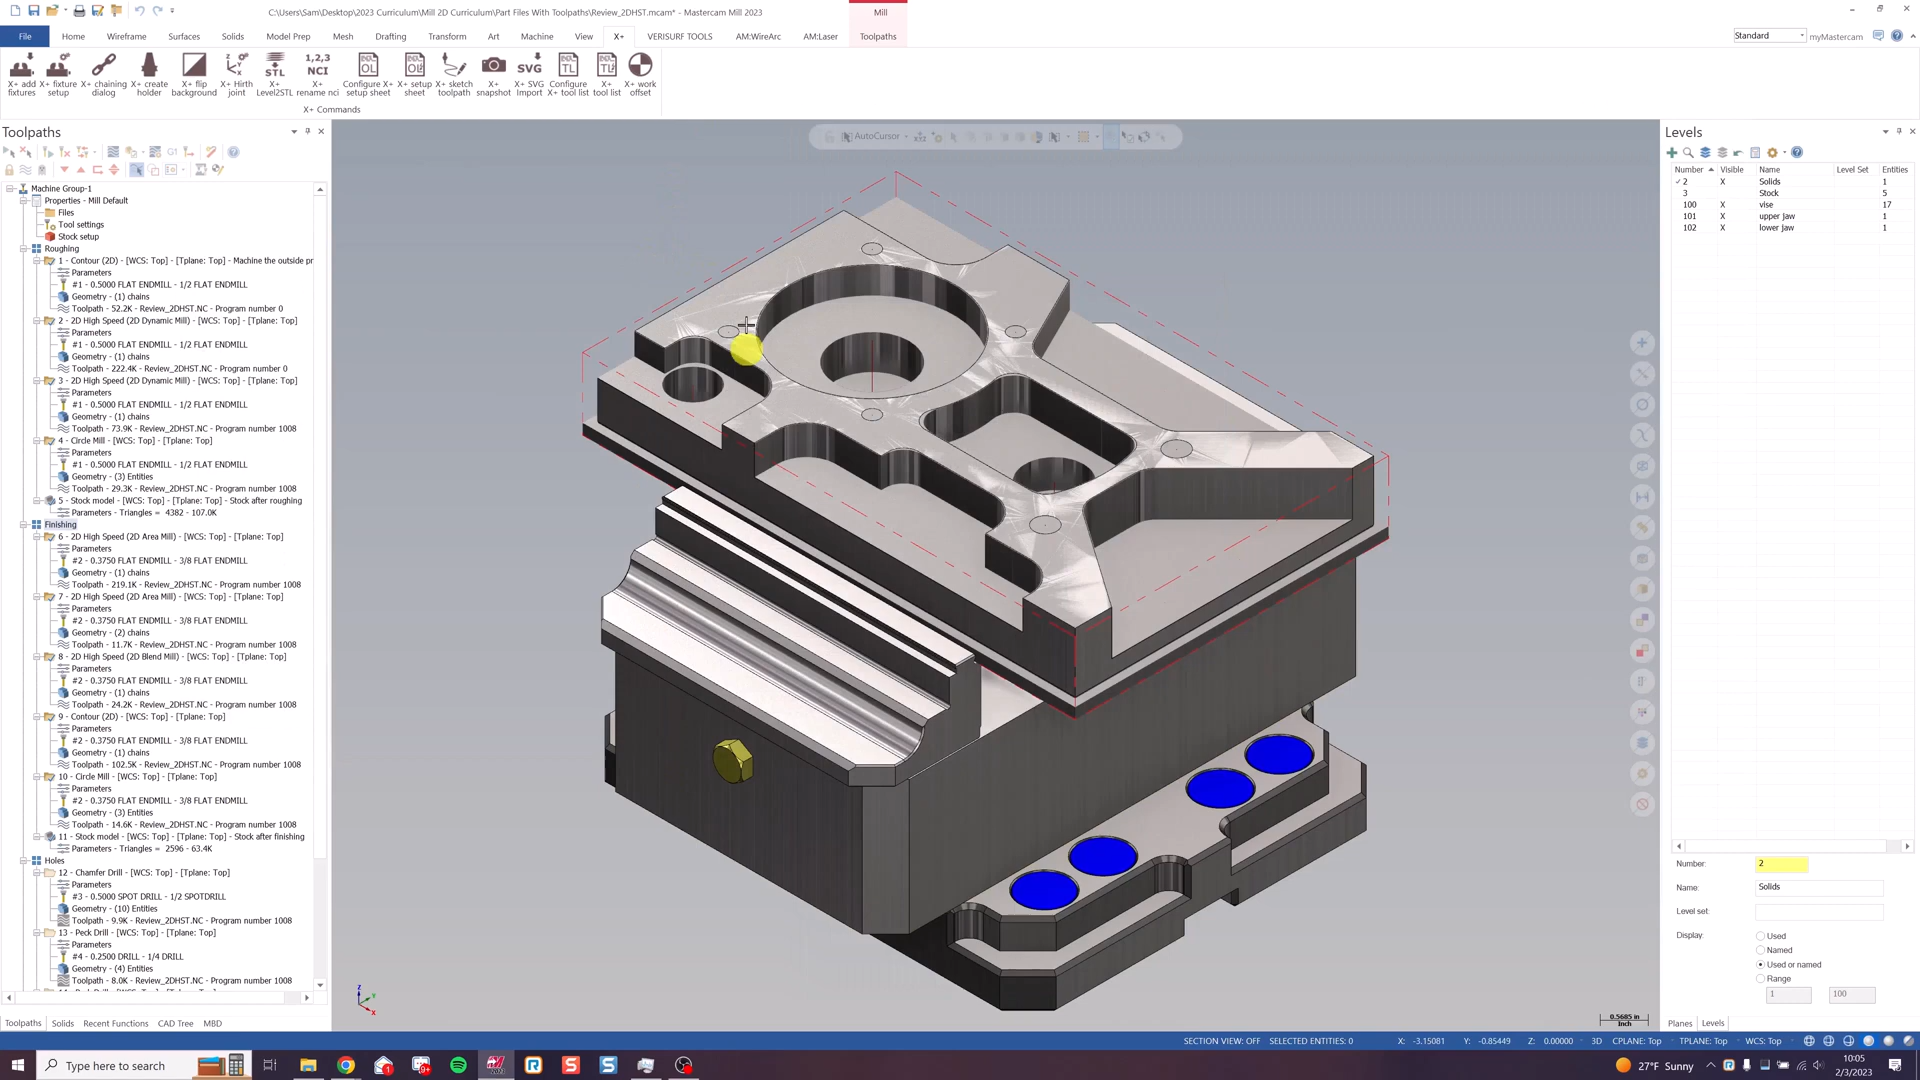 C:\Users\Sam\Desktop\2023 Curriculum\Mill 2D Curriculum\Part Files With Toolpaths\Review_2DHST.mcam* - Mastercam Mill 2023
Mill
File Home Wireframe Surfaces Solids Model Prep Mesh Drafting Transform Art Machine View X+ VERISURF TOOLS AM:WireArc AM:Laser Toolpaths
Standard myMastercam
X+ add fixtures
X+ fixture setup
X+ chaining dialog
X+ create holder
X+ flip background
X+ Hirth joint
STL X+ Level2STL
1,2,3 NCI X+ rename nci
Configure X+ setup sheet
X+ setup sheet
X+ sketch toolpath
X+ snapshot
SVG X+ SVG Import
Configure X+ tool list
X+ tool list
X+ work offset
X+ Commands
Toolpaths
AutoCursor
Levels
G1
Machine Group-1
Properties - Mill Default
Files
Tool settings
Stock setup
Roughing
1 - Contour (2D) - [WCS: Top] - [Tplane: Top] - Machine the outside pr
Parameters
#1 - 0.5000 FLAT ENDMILL - 1/2 FLAT ENDMILL
Geometry - (1) chains
Toolpath - 52.2K - Review_2DHST.NC - Program number 0
2 - 2D High Speed (2D Dynamic Mill) - [WCS: Top] - [Tplane: Top]
Parameters
#1 - 0.5000 FLAT ENDMILL - 1/2 FLAT ENDMILL
Geometry - (1) chains
Toolpath - 222.4K - Review_2DHST.NC - Program number 0
3 - 2D High Speed (2D Dynamic Mill) - [WCS: Top] - [Tplane: Top]
Parameters
#1 - 0.5000 FLAT ENDMILL - 1/2 FLAT ENDMILL
Geometry - (1) chains
Toolpath - 73.9K - Review_2DHST.NC - Program number 1008
4 - Circle Mill - [WCS: Top] - [Tplane: Top]
Parameters
#1 - 0.5000 FLAT ENDMILL - 1/2 FLAT ENDMILL
Geometry - (3) Entities
Toolpath - 29.3K - Review_2DHST.NC - Program number 1008
5 - Stock model - [WCS: Top] - [Tplane: Top] - Stock after roughing
Parameters - Triangles = 4382 - 107.0K
Finishing
6 - 2D High Speed (2D Area Mill) - [WCS: Top] - [Tplane: Top]
Parameters
#2 - 0.3750 FLAT ENDMILL - 3/8 FLAT ENDMILL
Geometry - (1) chains
Toolpath - 219.1K - Review_2DHST.NC - Program number 1008
7 - 2D High Speed (2D Area Mill) - [WCS: Top] - [Tplane: Top]
Parameters
#2 - 0.3750 FLAT ENDMILL - 3/8 FLAT ENDMILL
Geometry - (2) chains
Toolpath - 11.7K - Review_2DHST.NC - Program number 1008
8 - 2D High Speed (2D Blend Mill) - [WCS: Top] - [Tplane: Top]
Parameters
#2 - 0.3750 FLAT ENDMILL - 3/8 FLAT ENDMILL
Geometry - (1) chains
Toolpath - 24.2K - Review_2DHST.NC - Program number 1008
9 - Contour (2D) - [WCS: Top] - [Tplane: Top]
Parameters
#2 - 0.3750 FLAT ENDMILL - 3/8 FLAT ENDMILL
Geometry - (1) chains
Toolpath - 102.5K - Review_2DHST.NC - Program number 1008
10 - Circle Mill - [WCS: Top] - [Tplane: Top]
Parameters
#2 - 0.3750 FLAT ENDMILL - 3/8 FLAT ENDMILL
Geometry - (3) Entities
Toolpath - 14.6K - Review_2DHST.NC - Program number 1008
11 - Stock model - [WCS: Top] - [Tplane: Top] - Stock after finishing
Parameters - Triangles = 2596 - 63.4K
Holes
12 - Chamfer Drill - [WCS: Top] - [Tplane: Top]
Parameters
#3 - 0.5000 SPOT DRILL - 1/2 SPOTDRILL
Geometry - (10) Entities
Toolpath - 9.9K - Review_2DHST.NC - Program number 1008
13 - Peck Drill - [WCS: Top] - [Tplane: Top]
Parameters
#4 - 0.2500 DRILL - 1/4 DRILL
Geometry - (4) Entities
Toolpath - 8.0K - Review_2DHST.NC - Program number 1008
Toolpaths Solids Recent Functions CAD Tree MBD
Z Y X
0.5685 in
Inch
Number Visible Name Level Set Entities
2 X Solids 1
3 Stock 5
100 X vise 17
101 X upper jaw 1
102 X lower jaw 1
Number: 2
Name: Solids
Level set:
Display: Used
Named
Used or named
Range
1 100
Planes Levels
SECTION VIEW: OFF SELECTED ENTITIES: 0 X: -3.15081 Y: -0.85449 Z: 0.00000 3D CPLANE: Top TPLANE: Top WCS: Top
Type here to search
1
9+
27°F Sunny
10:05
2/3/2023